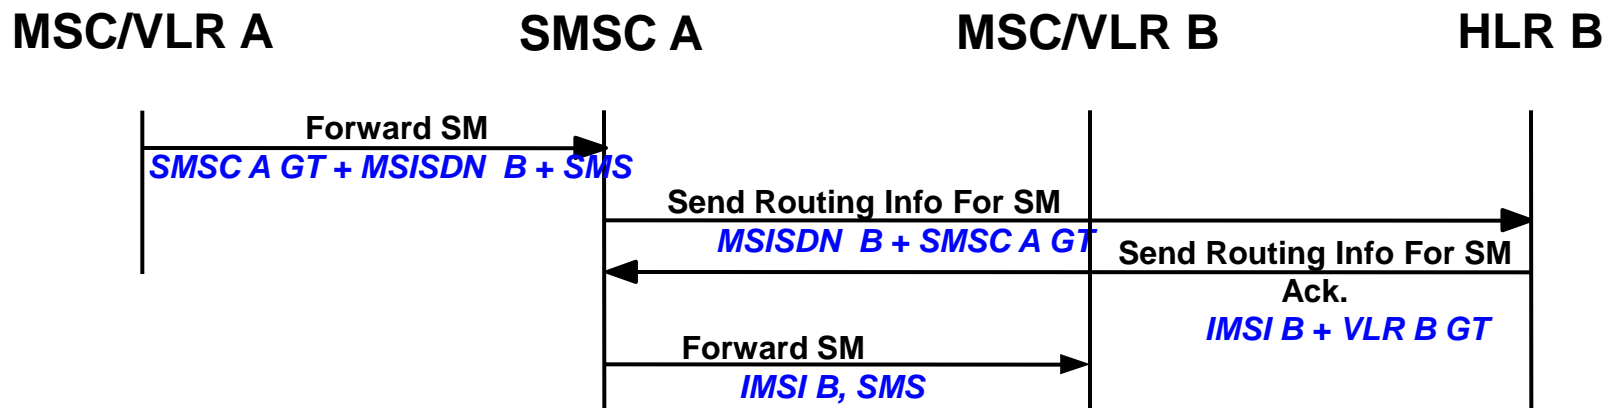 MSC/VLR A SMSC A MSC/VLR B HLR B
Forward SM
SMSC A GT + MSISDN B + SMS
Send Routing Info For SM
MSISDN B + SMSC A GT
Send Routing Info For SM
Ack.
IMSI B + VLR B GT
Forward SM
IMSI B, SMS